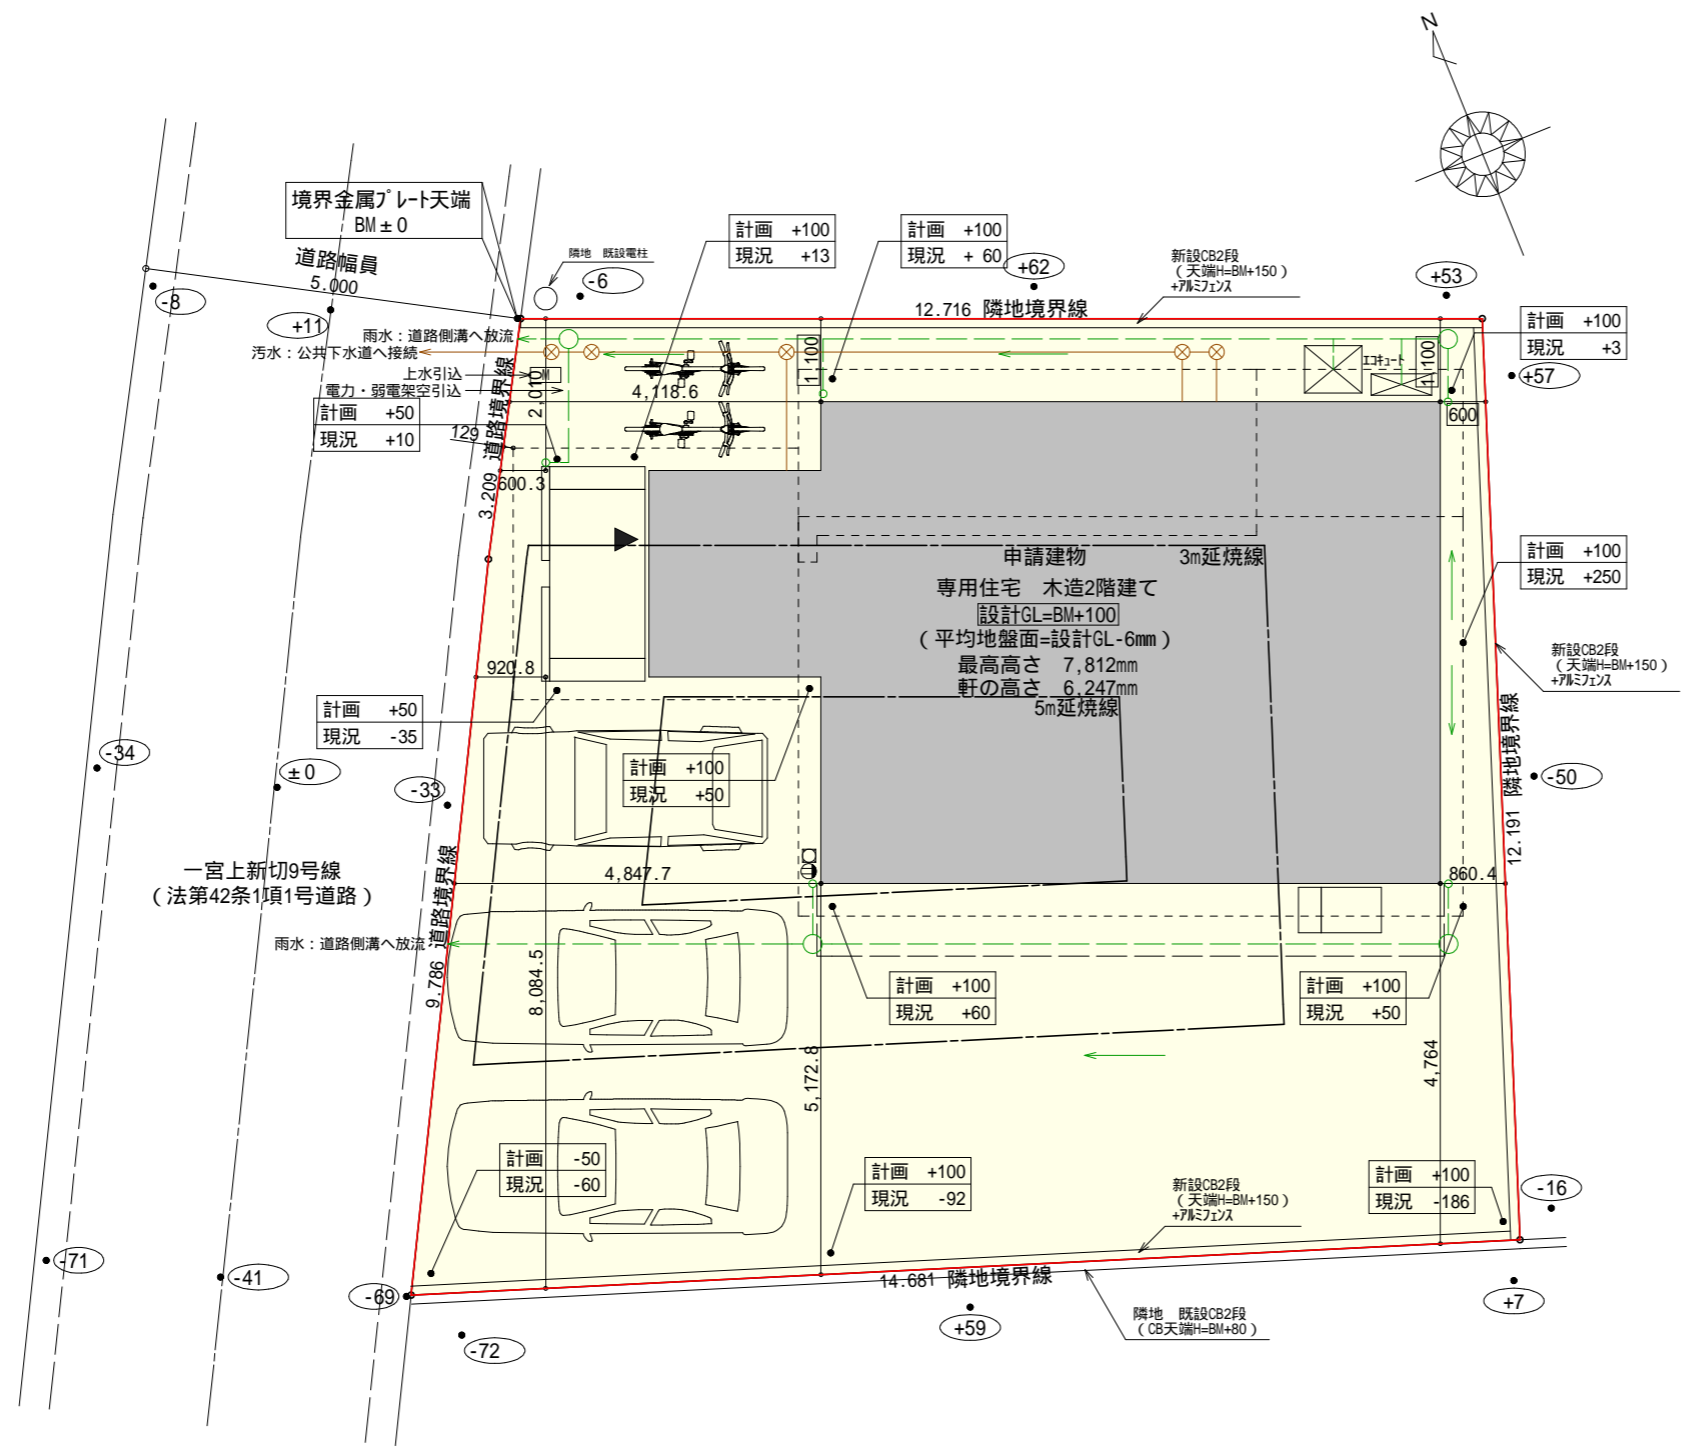 N
境界金属プレート天端
BM±0
道路幅員
5.000
隣地 既設電柱
-6
計画 +100
現況 +13
計画 +100
現況 + 60
+62
新設CB2段
(天端H=BM+150)
+アルミフェンス
+53
12.716 隣地境界線
-8
+11
計画 +100
現況 +3
+57
雨水：道路側溝へ放流
汚水：公共下水道へ接続
上水引込
M
電力・弱電架空引込
計画 +50
現況 +10
129
2,010
4,118.6
1,100
エコキュート
1,100
600
3.209 道路境界線
600.3
申請建物
3m延焼線
専用住宅 木造2階建て
設計GL=BM+100
(平均地盤面=設計GL-6mm)
最高高さ 7,812mm
軒の高さ 6,247mm
5m延焼線
計画 +100
現況 +250
新設CB2段
(天端H=BM+150)
+アルミフェンス
920.8
計画 +50
現況 -35
計画 +100
現況 +50
-34
±0
-33
-50
12.191 隣地境界線
一宮上新切9号線
(法第42条1項1号道路)
4,847.7
860.4
雨水：道路側溝へ放流
9.786 道路境界線
8,084.5
計画 +100
現況 +60
計画 +100
現況 +50
5,172.8
4,764
計画 -50
現況 -60
計画 +100
現況 -92
新設CB2段
(天端H=BM+150)
+アルミフェンス
計画 +100
現況 -186
-16
-71
-41
-69
14.681 隣地境界線
+7
-72
+59
隣地 既設CB2段
(CB天端H=BM+80)